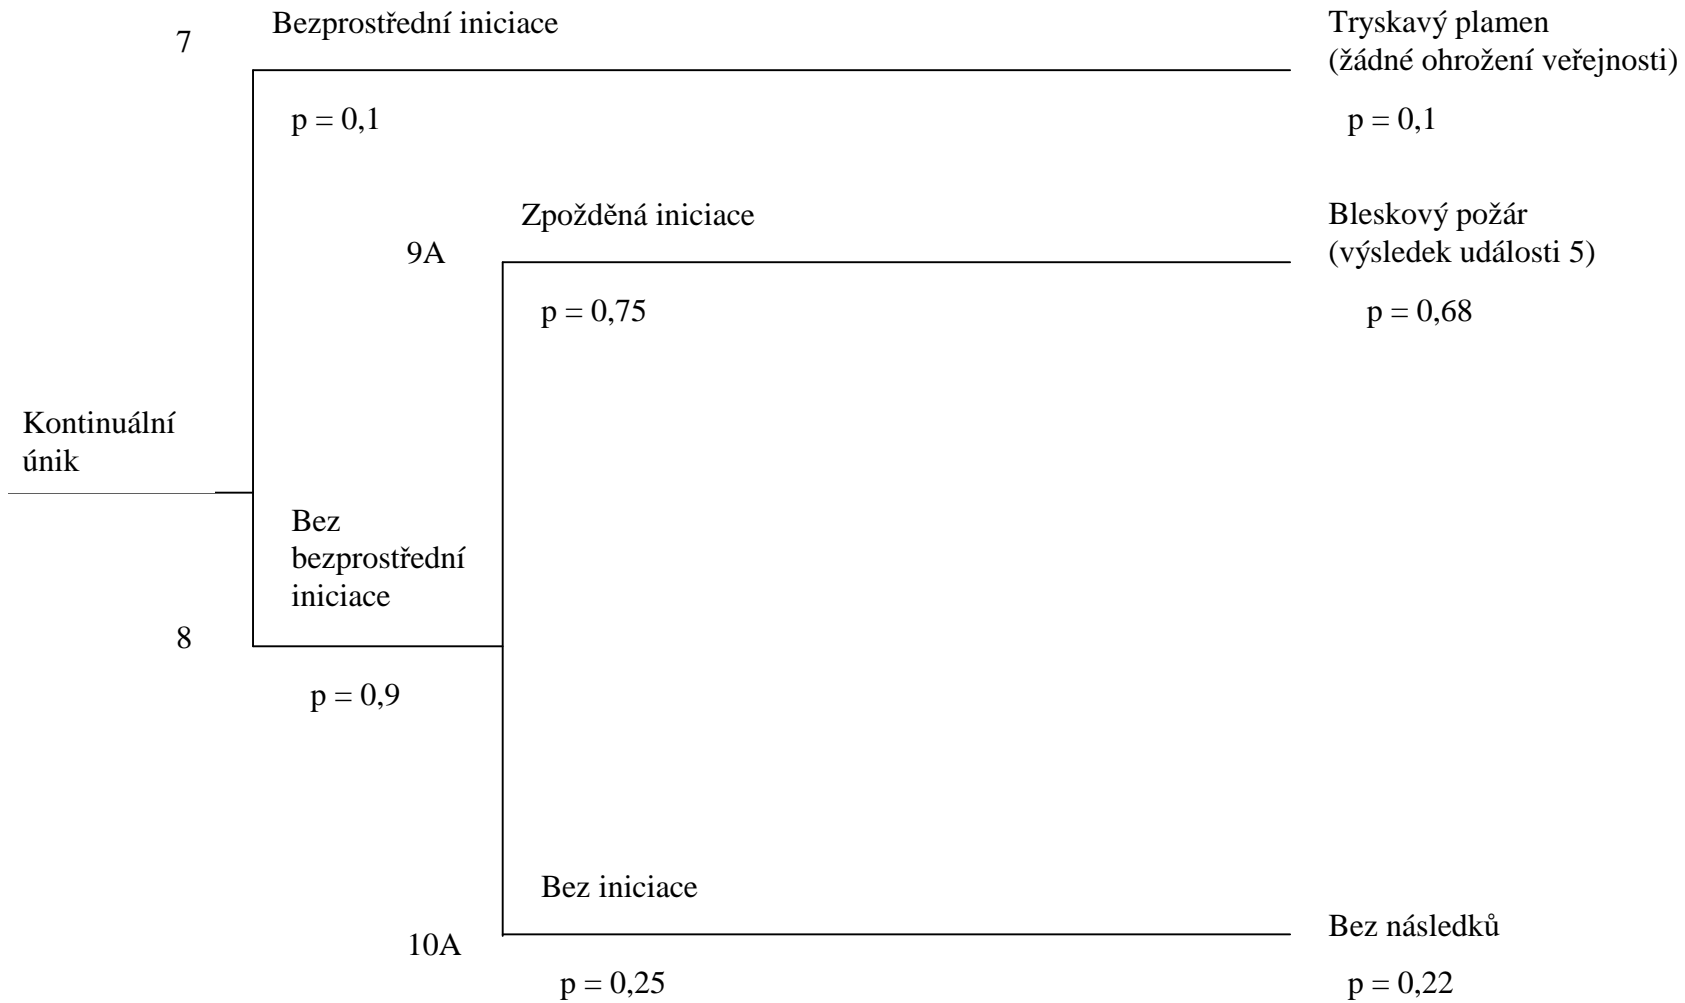 7
Bezprostřední iniciace
p = 0,1
Tryskavý plamen
(žádné ohrožení veřejnosti)
p = 0,1
Zpožděná iniciace
9A
p = 0,75
Bleskový požár
(výsledek události 5)
p = 0,68
Kontinuální
únik
Bez
bezprostřední
iniciace
8
p = 0,9
Bez iniciace
10A
p = 0,25
Bez následků
p = 0,22